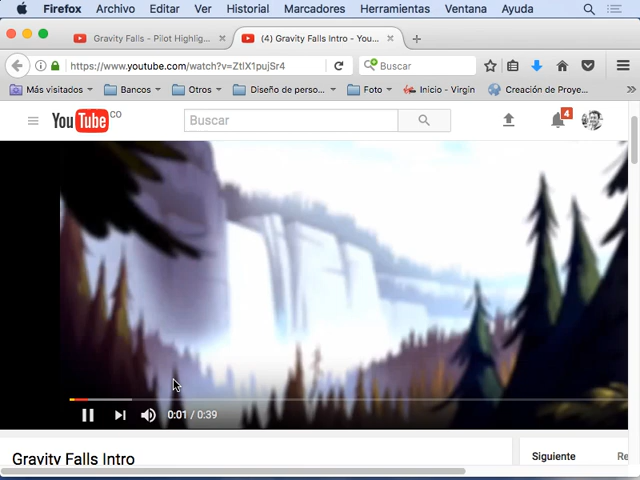 Firefox Archivo Editar Ver Historial Marcadores Herramientas Ventana Ayuda
Gravity Falls - Pilot Highlig...
(4) Gravity Falls Intro - You...
https://www.youtube.com/watch?v=ZtlX1pujSr4
Buscar
Más visitados Bancos Otros Diseño de perso... Foto Inicio - Virgin Creación de Proye...
YouTube CO
Buscar
4
0:01 / 0:39
Gravity Falls Intro
Siguiente
Re